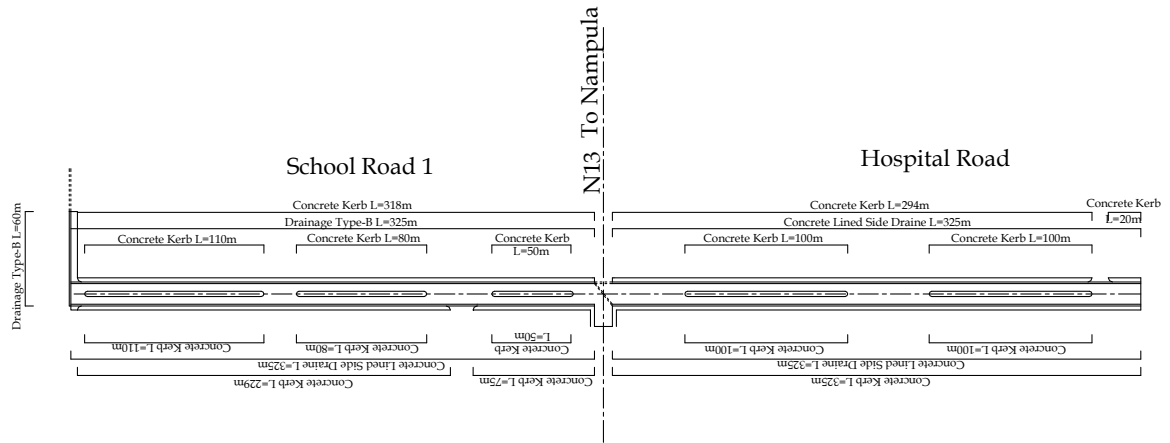 N13 To Nampula
School Road 1
Hospital Road
Concrete Kerb L=318m
Concrete Kerb L=294m
Concrete Kerb
L=20m
Drainage Type-B L=325m
Concrete Lined Side Draine L=325m
Concrete Kerb L=110m
Concrete Kerb L=80m
Concrete Kerb
L=50m
Concrete Kerb L=100m
Concrete Kerb L=100m
Drainage Type-B L=60m
Concrete Kerb L=110m
Concrete Kerb L=80m
Concrete Kerb
L=50m
Concrete Kerb L=100m
Concrete Kerb L=100m
Concrete Lined Side Draine L=325m
Concrete Lined Side Draine L=325m
Concrete Kerb L=229m
Concrete Kerb L=75m
Concrete Kerb L=325m